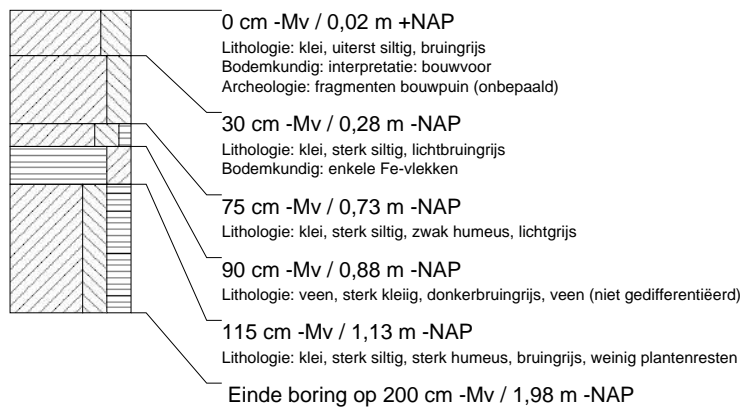 0 cm -Mv / 0,02 m +NAP
Lithologie: klei, uiterst siltig, bruingrijs
Bodemkundig: interpretatie: bouwvoor
Archeologie: fragmenten bouwpuin (onbepaald)
30 cm -Mv / 0,28 m -NAP
Lithologie: klei, sterk siltig, lichtbruingrijs
Bodemkundig: enkele Fe-vlekken
75 cm -Mv / 0,73 m -NAP
Lithologie: klei, sterk siltig, zwak humeus, lichtgrijs
90 cm -Mv / 0,88 m -NAP
Lithologie: veen, sterk kleiig, donkerbruingrijs, veen (niet gedifferentiëerd)
115 cm -Mv / 1,13 m -NAP
Lithologie: klei, sterk siltig, sterk humeus, bruingrijs, weinig plantenresten
Einde boring op 200 cm -Mv / 1,98 m -NAP